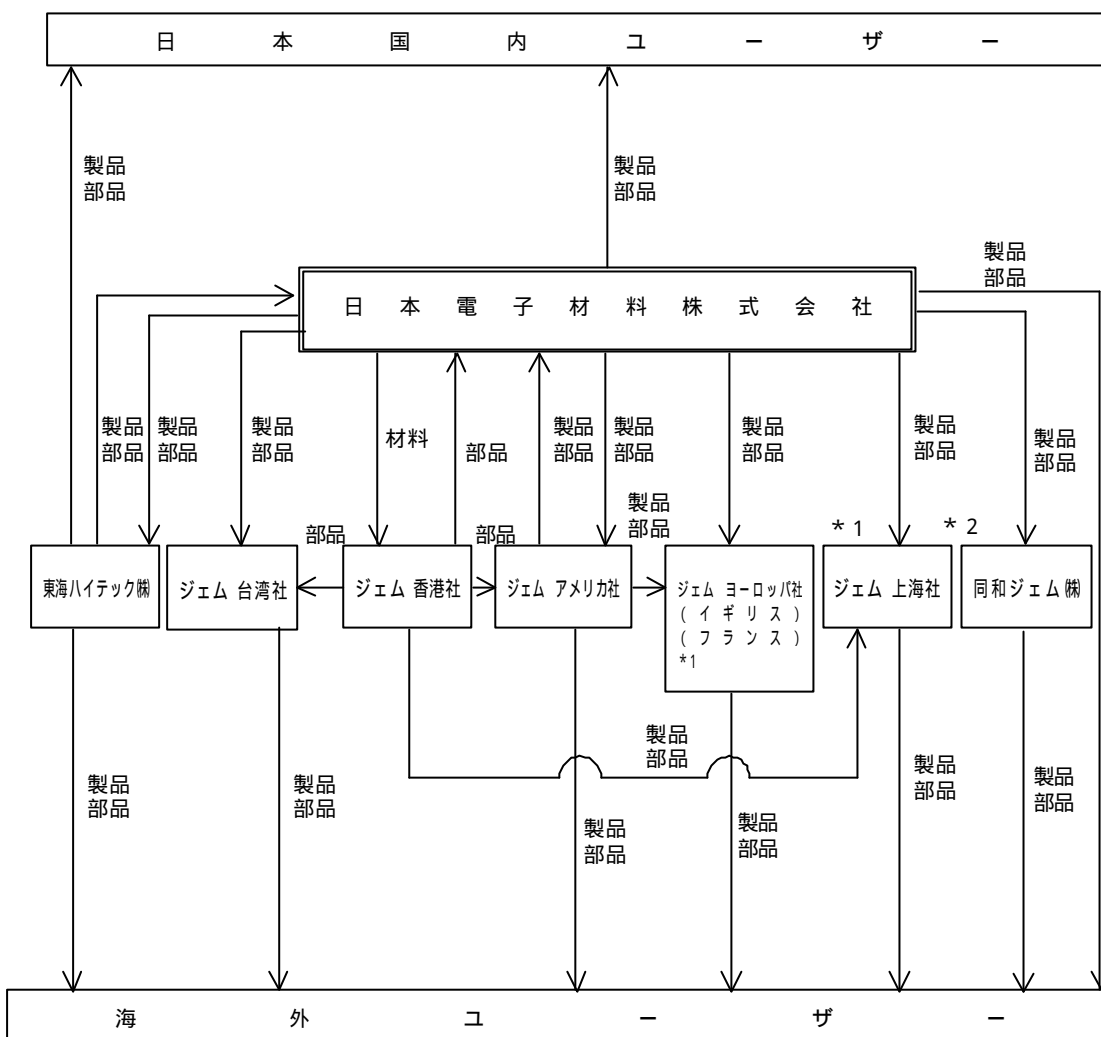 日本国内ユーザー
製品
部品
製品
部品
製品
部品
日本電子材料株式会社
製品
部品
製品
部品
製品
部品
材料
部品
製品
部品
製品
部品
製品
部品
製品
部品
製品
部品
部品
部品
製品
部品
*1
*2
東海ハイテック㈱
ジェム 台湾社
ジェム 香港社
ジェム アメリカ社
ジェム ヨーロッパ社
(イギリス)
(フランス)
*1
ジェム 上海社
同和ジェム㈱
製品
部品
製品
部品
製品
部品
製品
部品
製品
部品
製品
部品
製品
部品
海外ユーザー